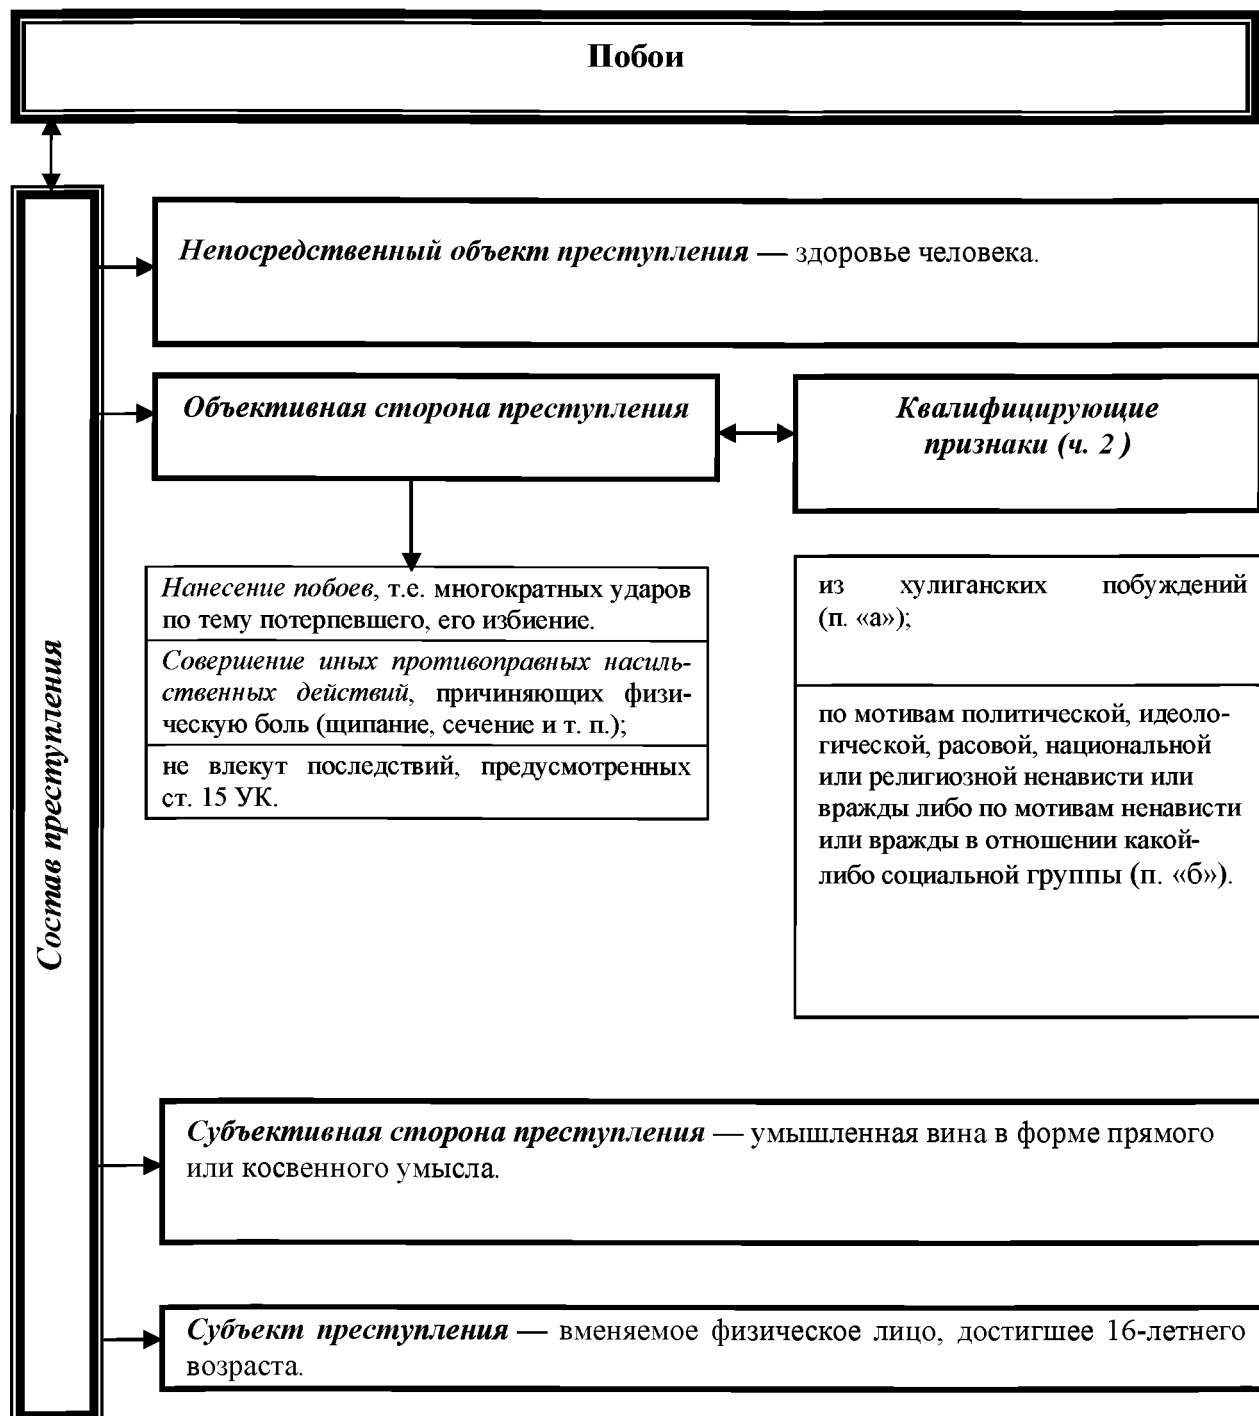 Побои
Состав преступления
Непосредственный объект преступления — здоровье человека.
Объективная сторона преступления
Квалифицирующие
признаки (ч. 2 )
Нанесение побоев, т.е. многократных ударов
по тему потерпевшего, его избиение.
Совершение иных противоправных насиль-
ственных действий, причиняющих физи-
ческую боль (щипание, сечение и т. п.);
не влекут последствий, предусмотренных
ст. 15 УК.
из хулиганских побуждений
(п. «а»);
по мотивам политической, идеоло-
гической, расовой, национальной
или религиозной ненависти или
вражды либо по мотивам ненависти
или вражды в отношении какой-
либо социальной группы (п. «б»).
Субъективная сторона преступления — умышленная вина в форме прямого
или косвенного умысла.
Субъект преступления — вменяемое физическое лицо, достигшее 16-летнего
возраста.